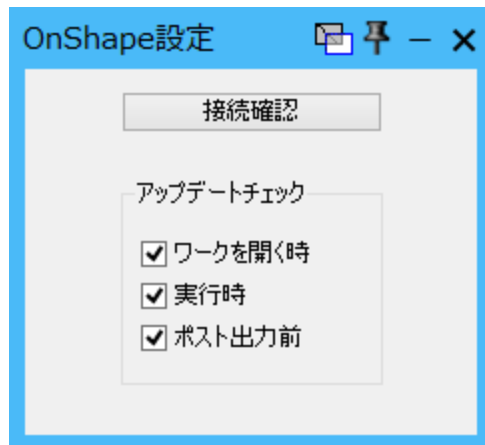 OnShape設定
接続確認
アップデートチェック
ワークを開く時
実行時
ポスト出力前